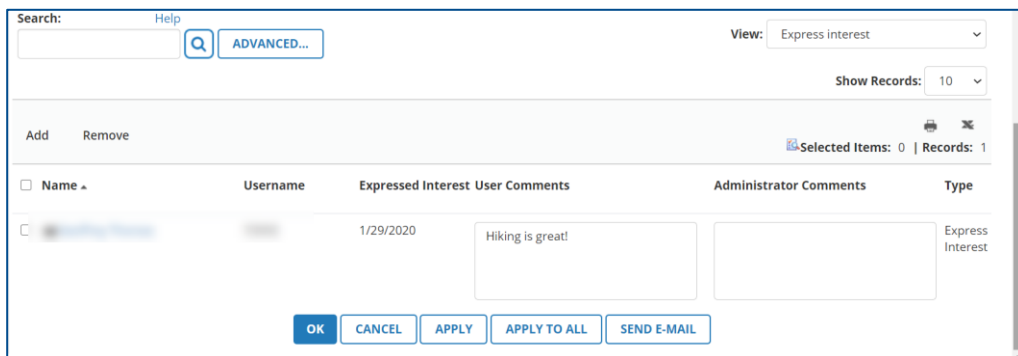 Search: Help
ADVANCED...
View: Express interest
Show Records: 10
Add Remove
Selected Items: 0 | Records: 1
Name Username Expressed Interest User Comments Administrator Comments Type
1/29/2020 Hiking is great! Express
Interest
OK CANCEL APPLY APPLY TO ALL SEND E-MAIL